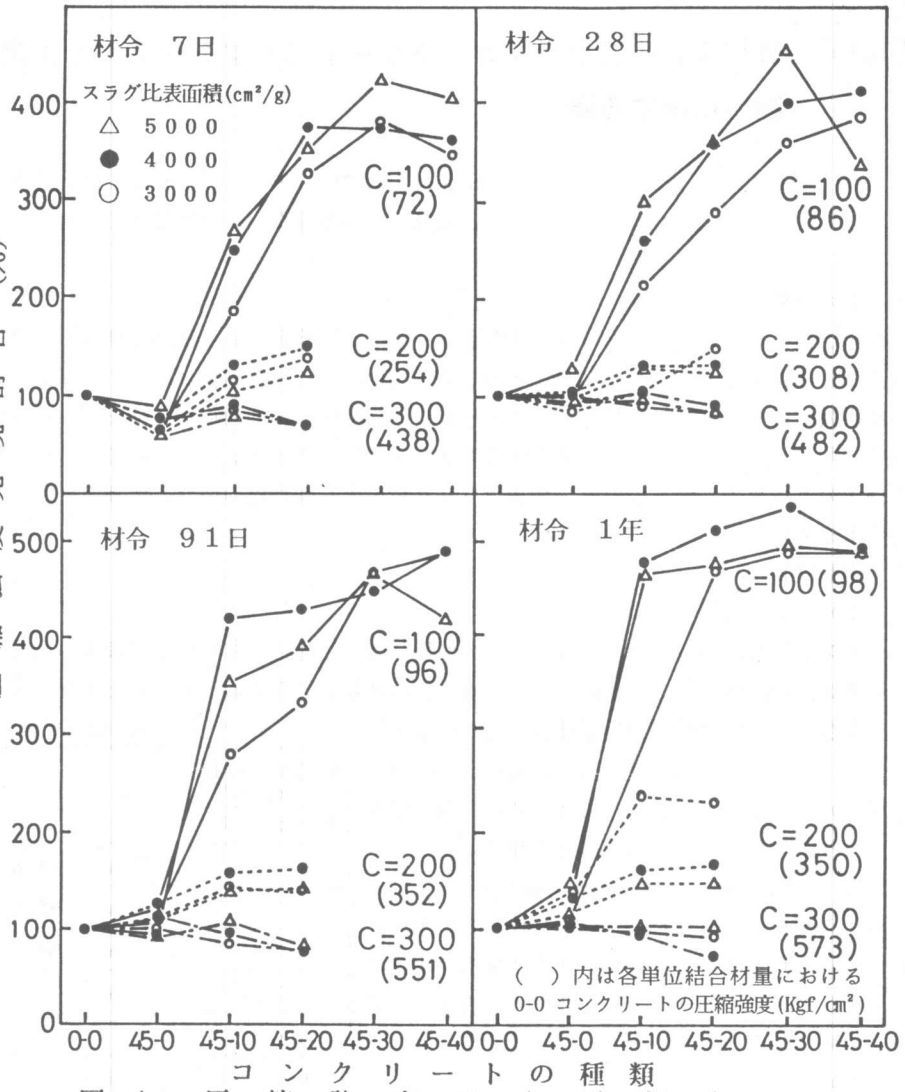 材令 7日
スラグ比表面積(cm²/g)
△ 5000
● 4000
○ 3000
400
300
200
100
0
C=100
(72)
C=200
(254)
C=300
(438)
材令 28日
C=100
(86)
C=200
(308)
C=300
(482)
材令 91日
500
400
300
200
100
0
C=100
(96)
C=200
(352)
C=300
(551)
材令 1年
C=100(98)
C=200
(350)
C=300
(573)
( )内は各単位結合材量における
0-0 コンクリートの圧縮強度(Kgf/cm²)
0-0 45-0 45-10 45-20 45-30 45-40 0-0 45-0 45-10 45-20 45-30 45-40
コンクリートの種類
(%)